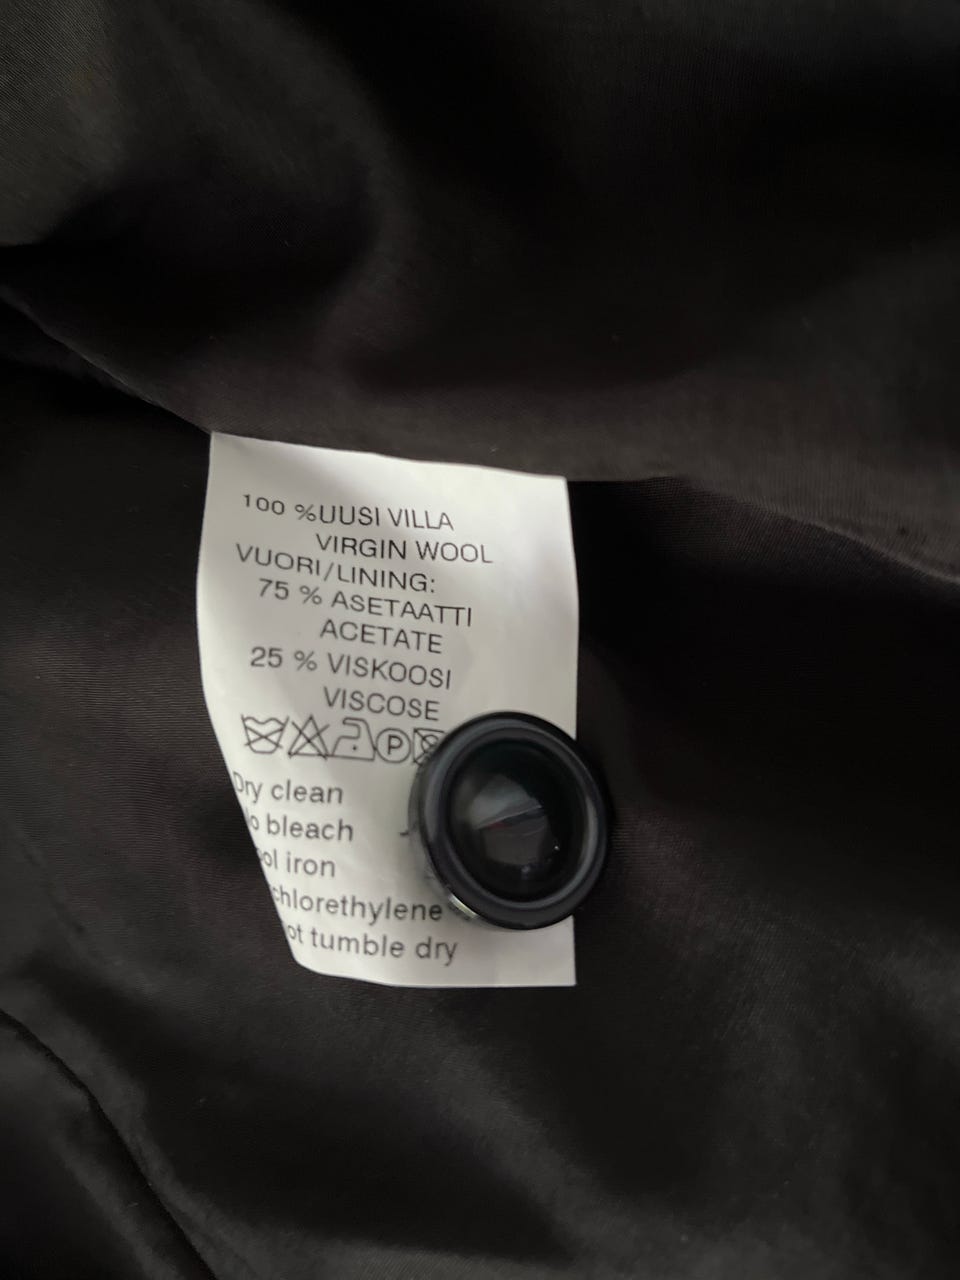 100 %UUSI VILLA
VIRGIN WOOL
VUORI/LINING:
75 % ASETAATTI
ACETATE
25 % VISKOOSI
VISCOSE
P
Dry clean
bleach
iron
tumble dry